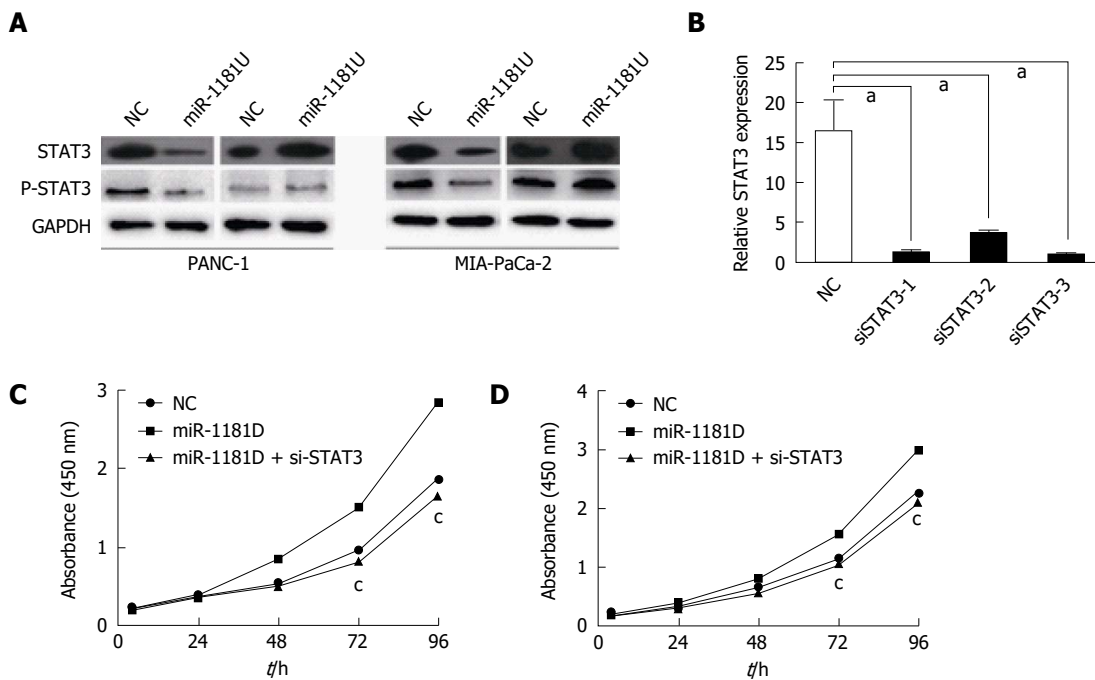 A
NC
miR-1181U
NC
miR-1181U
NC
miR-1181U
NC
miR-1181U
STAT3
P-STAT3
GAPDH
PANC-1
MIA-PaCa-2
B
Relative STAT3 expression
25
20
15
10
5
0
a
a
a
NC
siSTAT3-1
siSTAT3-2
siSTAT3-3
C
Absorbance (450 nm)
3
2
1
0
NC
miR-1181D
miR-1181D + si-STAT3
c
c
0
24
48
72
96
t/h
D
Absorbance (450 nm)
4
3
2
1
0
NC
miR-1181D
miR-1181D + si-STAT3
c
c
0
24
48
72
96
t/h